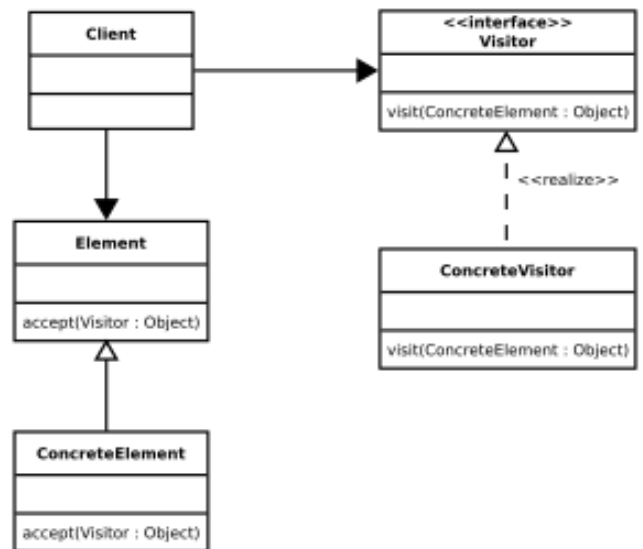 Client
<<interface>>
Visitor
visit(ConcreteElement : Object)
<<realize>>
Element
accept(Visitor : Object)
ConcreteVisitor
visit(ConcreteElement : Object)
ConcreteElement
accept(Visitor : Object)